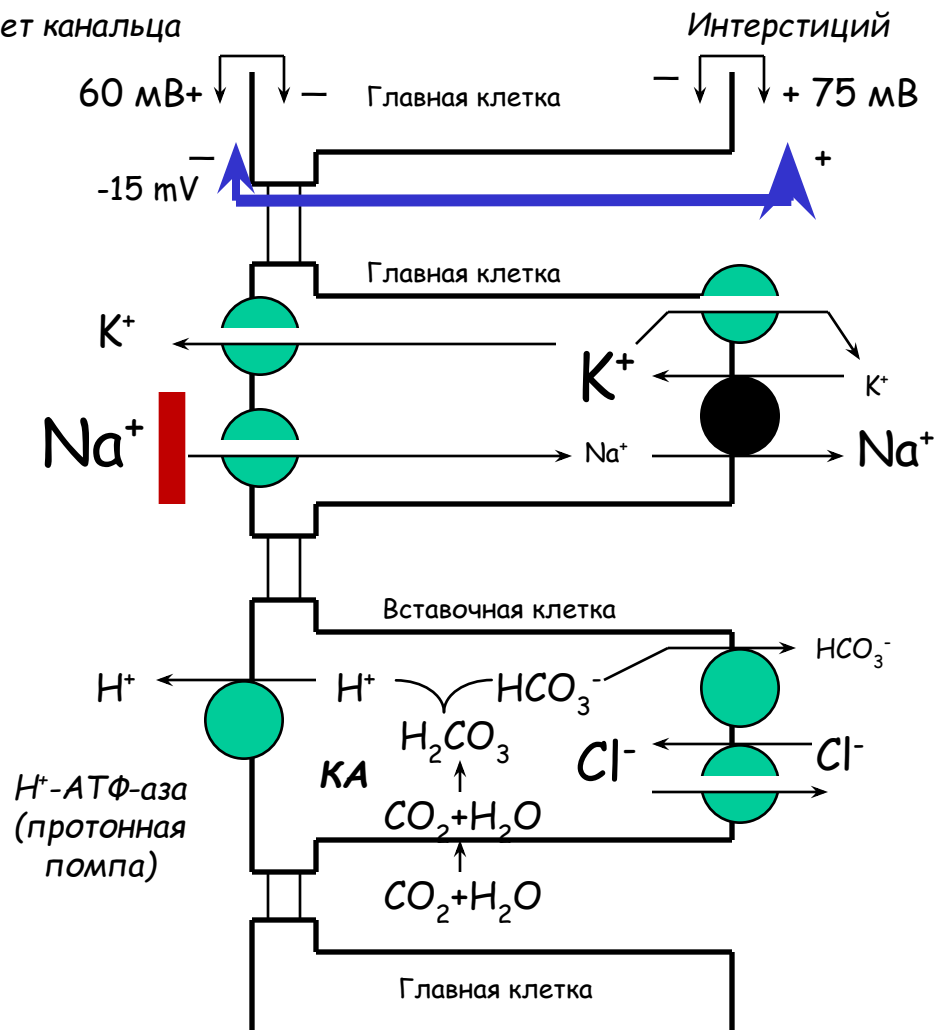 ет канальца
Интерстиций
60 мВ+ – Главная клетка – + 75 мВ
– +
-15 mV
Главная клетка
K⁺ K⁺ K⁺
Na⁺ Na⁺ Na⁺
Вставочная клетка
H⁺ H⁺ HCO₃⁻ HCO₃⁻
H₂CO₃
КА Cl⁻ Cl⁻
H⁺-АТФ-аза
(протонная
помпа)
CO₂+H₂O
CO₂+H₂O
Главная клетка